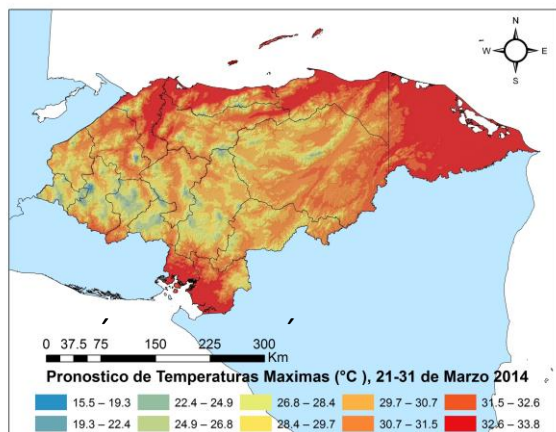 N
W E
S
0 37.5 75 150 225 300
Km
Pronostico de Temperaturas Maximas (°C ), 21-31 de Marzo 2014
15.5 – 19.3 22.4 – 24.9 26.8 – 28.4 29.7 – 30.7 31.5 – 32.6
19.3 – 22.4 24.9 – 26.8 28.4 – 29.7 30.7 – 31.5 32.6 – 33.8